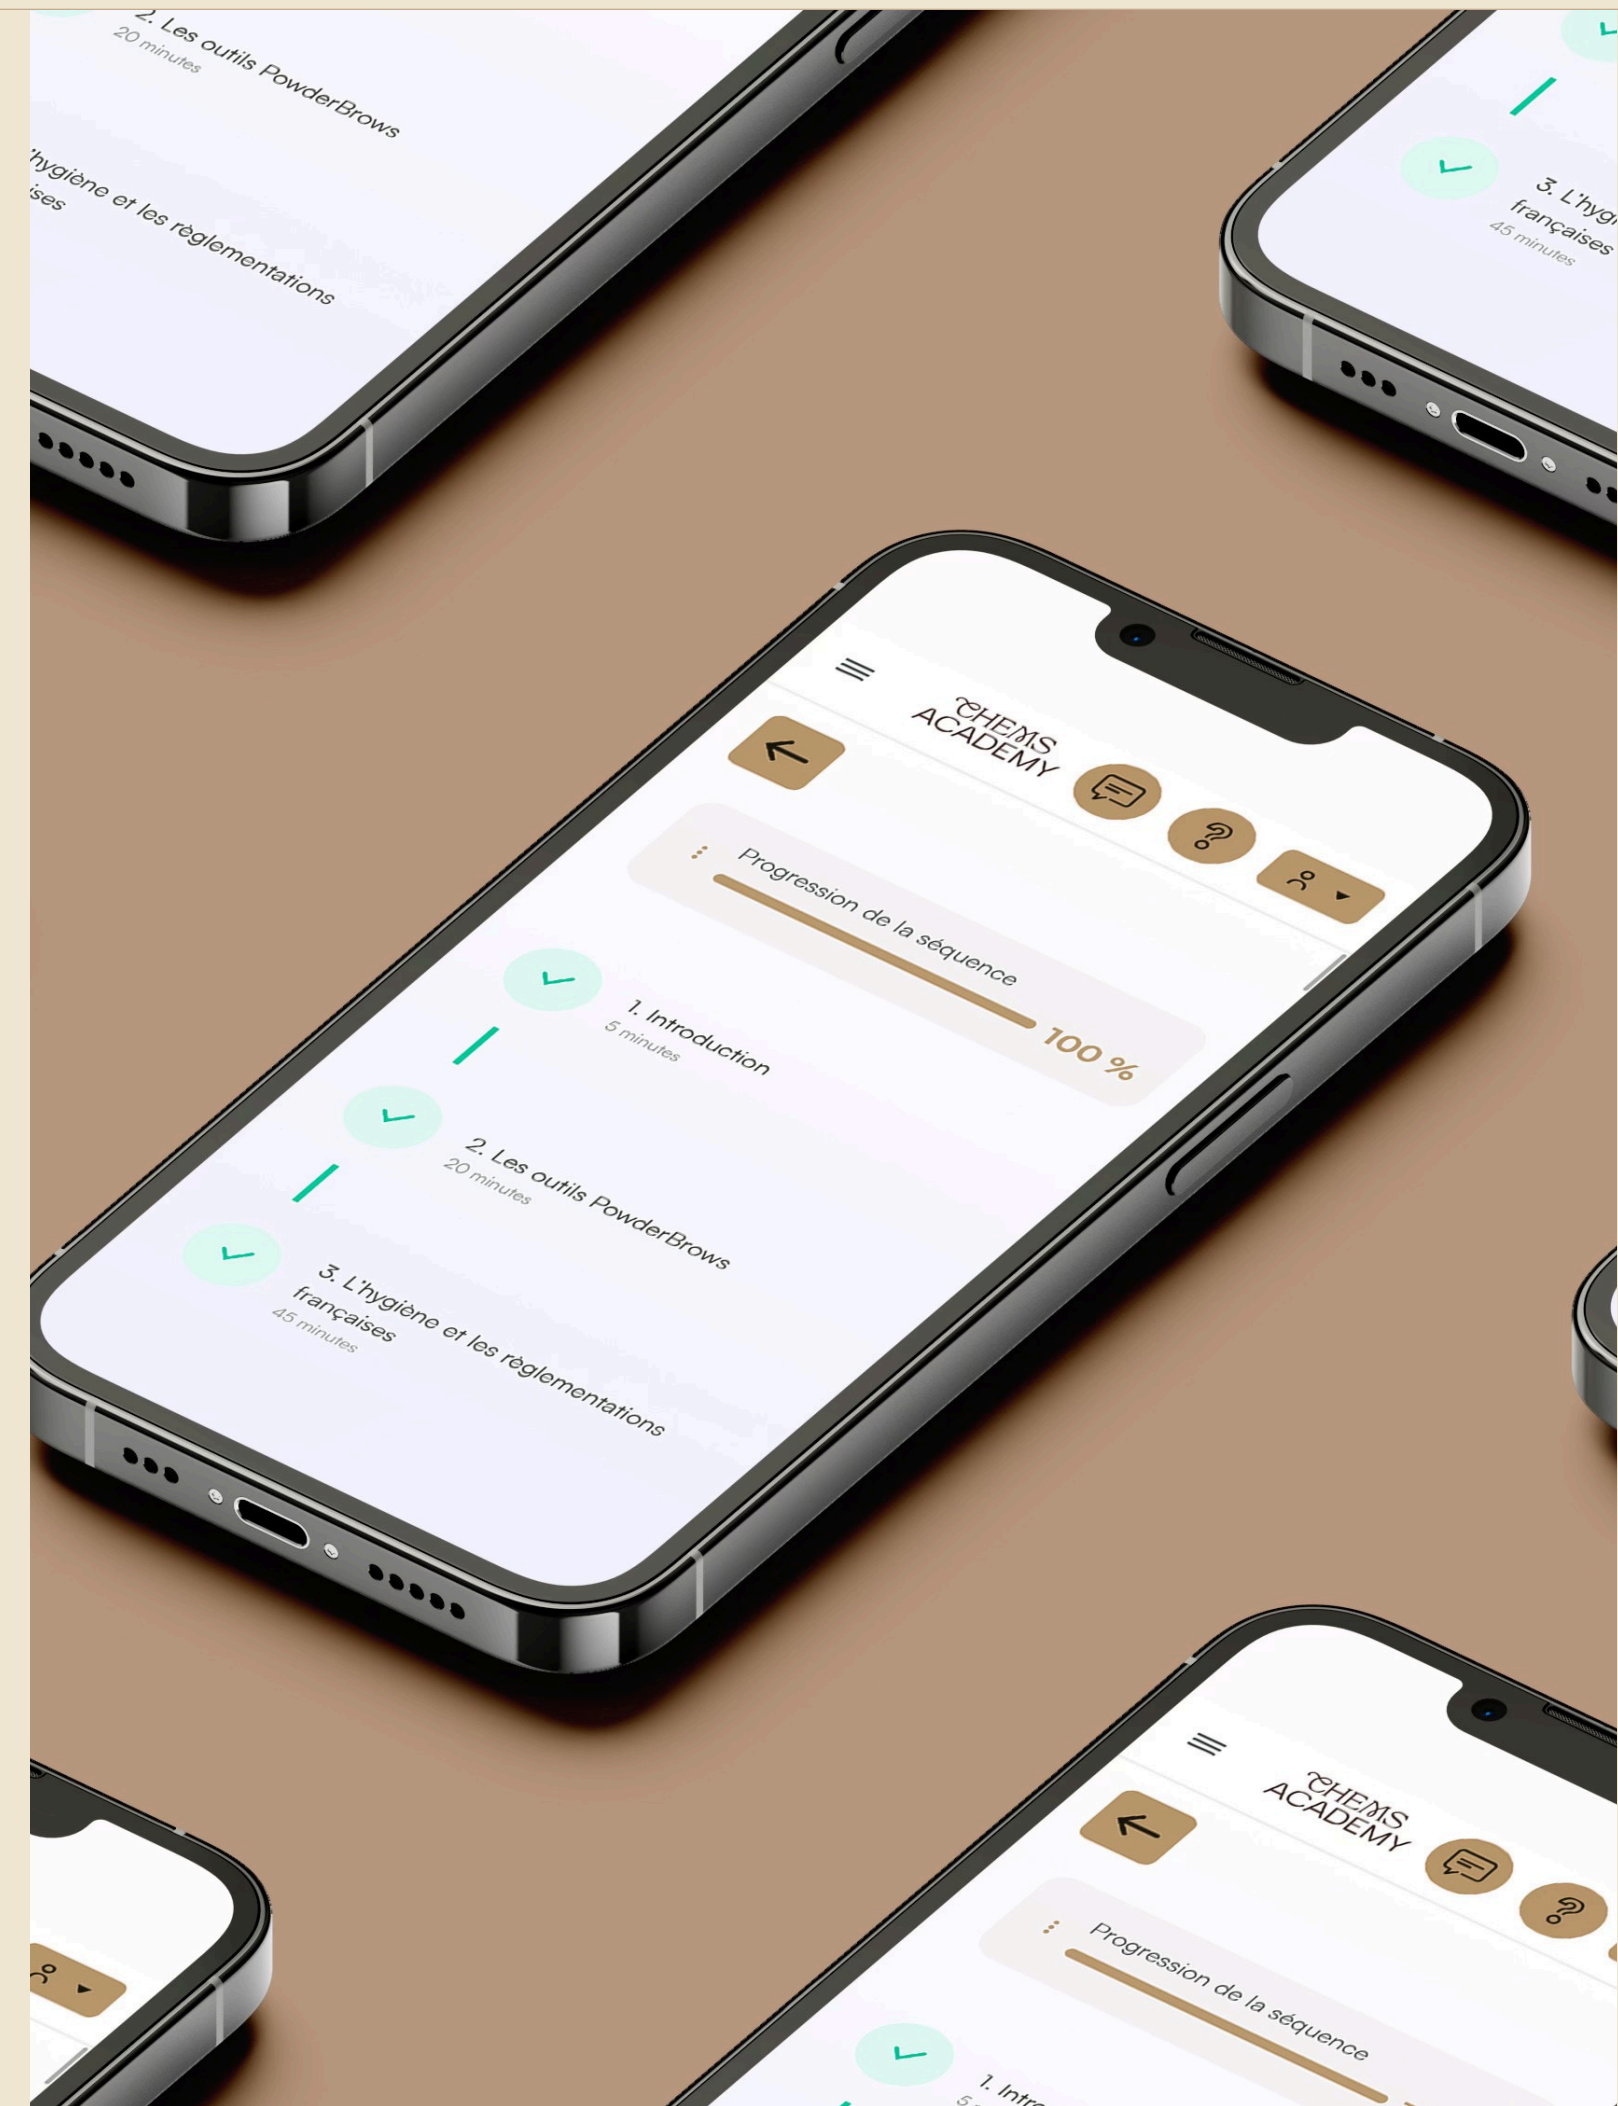 2. Les outils PowderBrows
20 minutes
'hygiène et les règlementations
3. L'hygi
françaises
45 minutes
CHEMS
ACADEMY
Progression de la séquence
100 %
1. Introduction
5 minutes
2. Les outils PowderBrows
20 minutes
3. L'hygiène et les règlementations
françaises
45 minutes
CHEMS
ACADEMY
Progression de la séquence
1. Intro